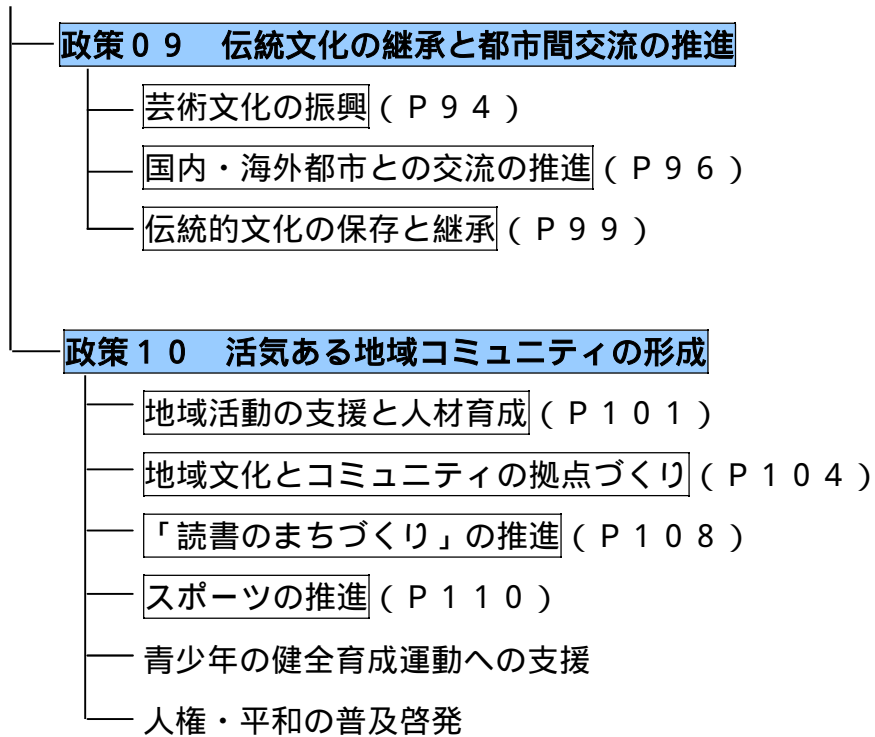 政策09　伝統文化の継承と都市間交流の推進
芸術文化の振興(P94)
国内・海外都市との交流の推進(P96)
伝統的文化の保存と継承(P99)
政策10　活気ある地域コミュニティの形成
地域活動の支援と人材育成(P101)
地域文化とコミュニティの拠点づくり(P104)
「読書のまちづくり」の推進(P108)
スポーツの推進(P110)
青少年の健全育成運動への支援
人権・平和の普及啓発